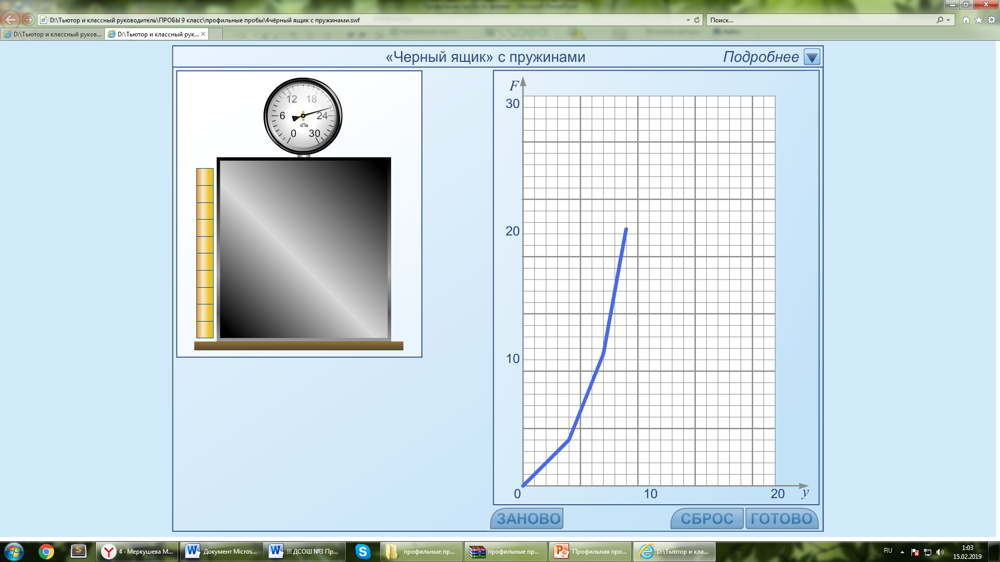 D:\Тьютор и классный руководитель\ПРОБЫ 9 класс\профильные пробы\4чёрный ящик с пружинами.swf
Поиск...
D:\Тьютор и классный руков...
D:\Тьютор и классный рук...
«Черный ящик» с пружинами
Подробнее
12 18
6 24
кПа
0 30
F
30
20
10
0
10
20
y
ЗАНОВО
СБРОС
ГОТОВО
4 · Меркушева М...
Документ Micros...
!!! ДСОШ №3 Пр...
профильные пр...
профильные пр...
Профильная про...
D:\Тьютор и кла...
RU
1:03
15.02.2019